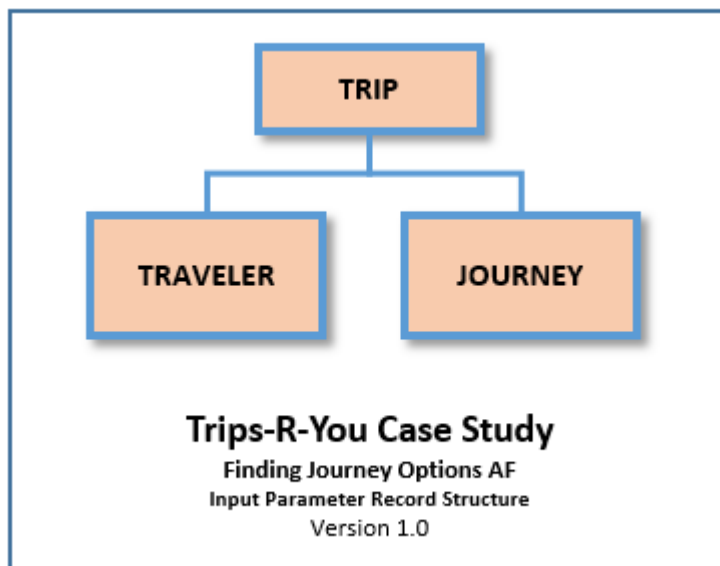 TRIP
TRAVELER
JOURNEY
Trips-R-You Case Study
Finding Journey Options AF
Input Parameter Record Structure
Version 1.0